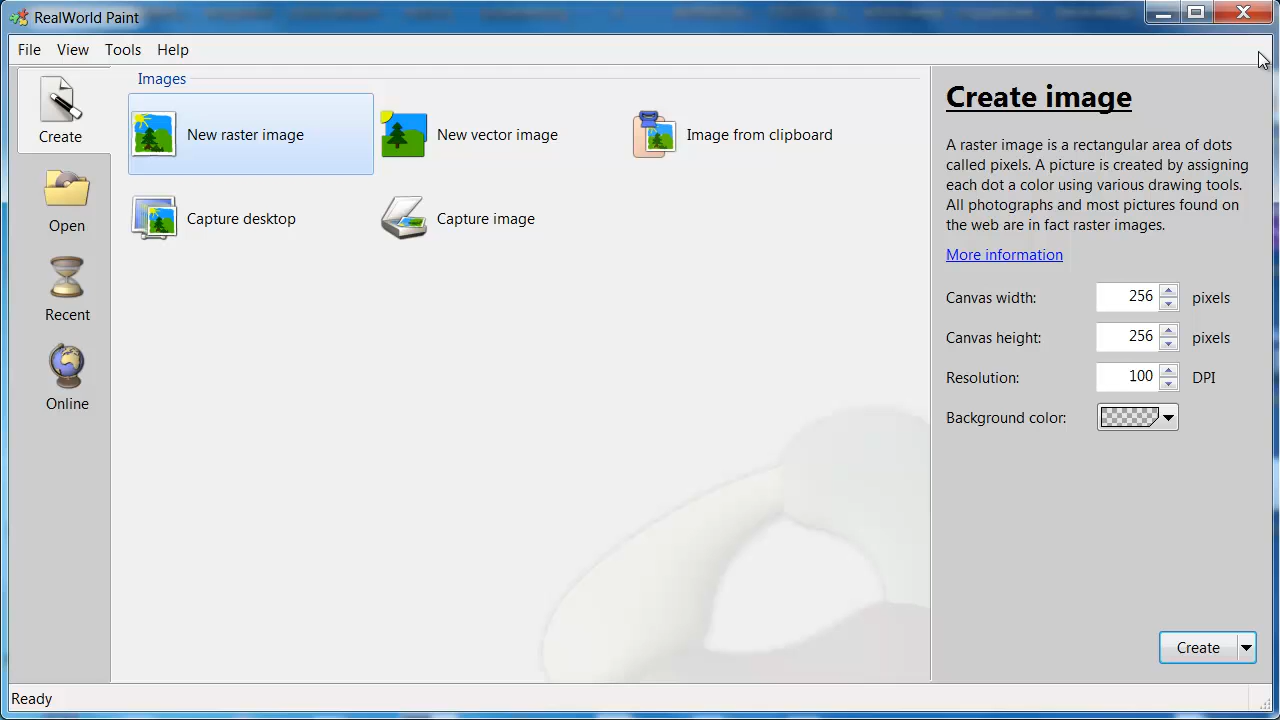 RealWorld Paint
File View Tools Help
Create
Open
Recent
Online
Images
New raster image
New vector image
Image from clipboard
Capture desktop
Capture image
Create image
A raster image is a rectangular area of dots
called pixels. A picture is created by assigning
each dot a color using various drawing tools.
All photographs and most pictures found on
the web are in fact raster images.
More information
Canvas width: 256 pixels
Canvas height: 256 pixels
Resolution: 100 DPI
Background color:
Create
Ready